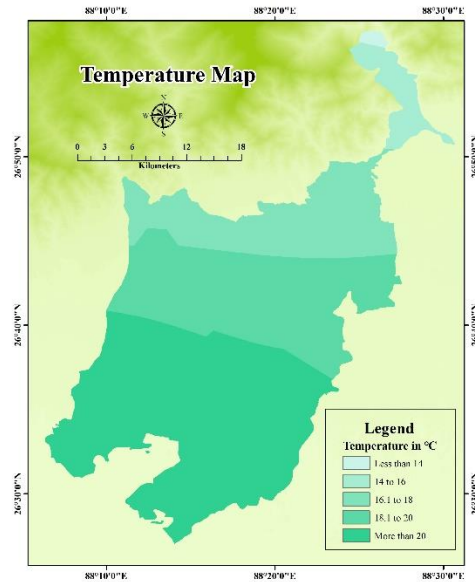 88°10'0"E 88°20'0"E 88°30'0"E
Temperature Map
N
W E
S
0 3 6 12 18
Kilometers
26°50'0"N
26°40'0"N
26°30'0"N
Legend
Temperature in °C
Less than 14
14 to 16
16.1 to 18
18.1 to 20
More than 20
88°10'0"E 88°20'0"E 88°30'0"E